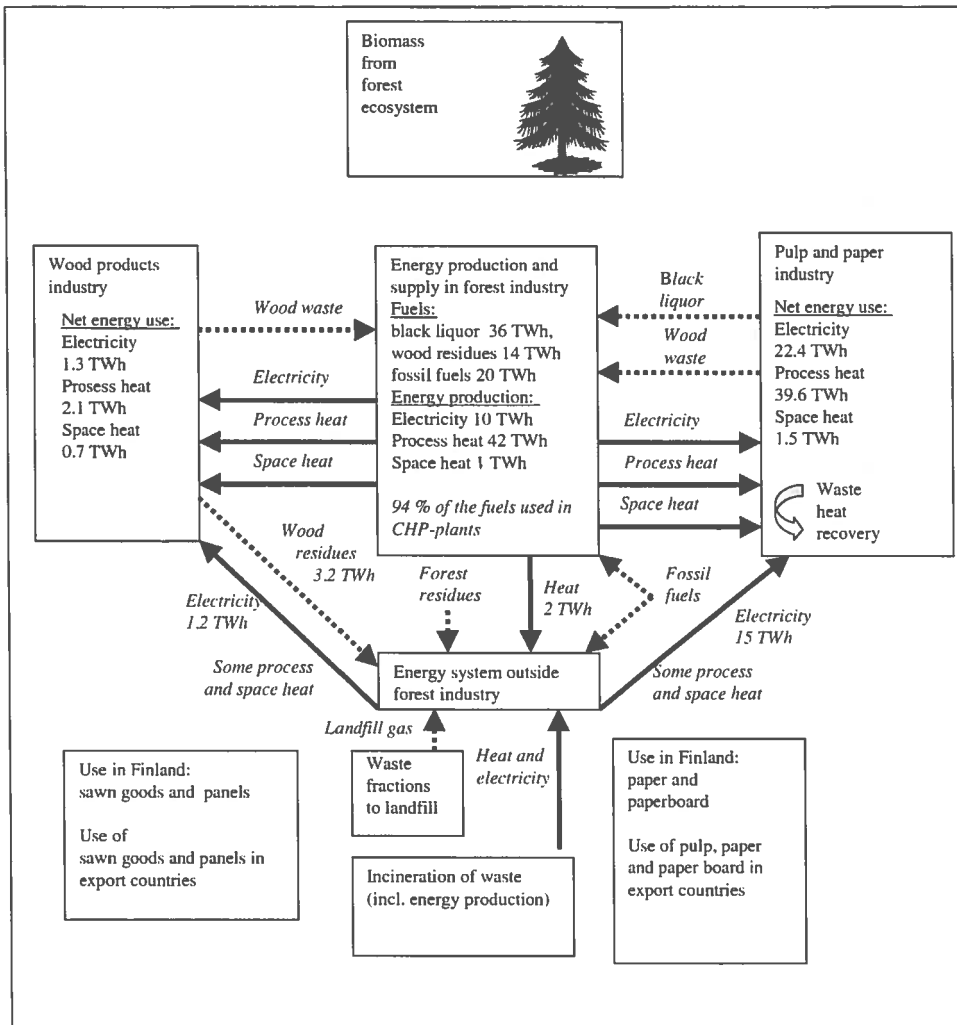 Biomass
from
forest
ecosystem
Wood products
industry
Net energy use:
Electricity
1.3 TWh
Prosess heat
2.1 TWh
Space heat
0.7 TWh
Wood waste
Electricity
Process heat
Space heat
Energy production and
supply in forest industry
Fuels:
black liquor 36 TWh,
wood residues 14 TWh
fossil fuels 20 TWh
Energy production:
Electricity 10 TWh
Process heat 42 TWh
Space heat 1 TWh
94 % of the fuels used in
CHP-plants
Black
liquor
Wood
waste
Electricity
Process heat
Space heat
Pulp and paper
industry
Net energy use:
Electricity
22.4 TWh
Process heat
39.6 TWh
Space heat
1.5 TWh
Waste
heat
recovery
Wood
residues
3.2 TWh
Electricity
1.2 TWh
Some process
and space heat
Forest
residues
Heat
2 TWh
Fossil
fuels
Electricity
15 TWh
Some process
and space heat
Energy system outside
forest industry
Landfill gas
Heat and
electricity
Waste
fractions
to landfill
Incineration of waste
(incl. energy production)
Use in Finland:
sawn goods and panels
Use of
sawn goods and panels in
export countries
Use in Finland:
paper and
paperboard
Use of pulp, paper
and paper board in
export countries